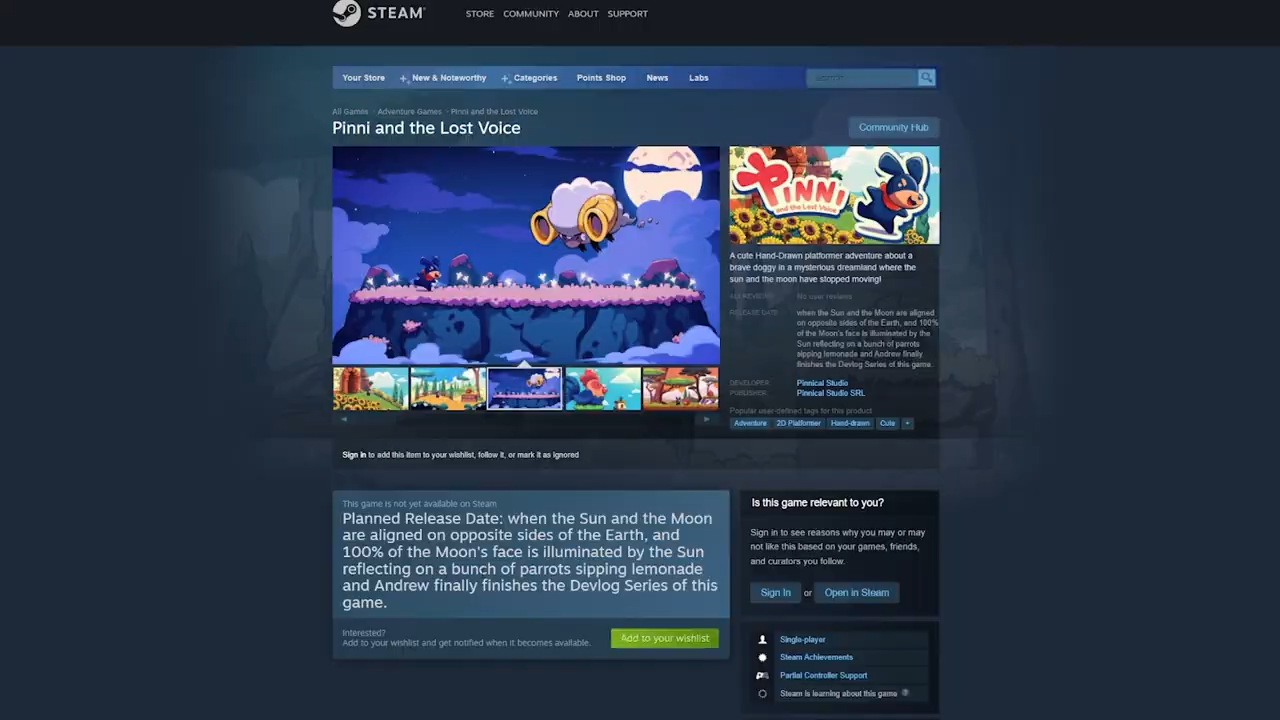 STEAM
STORE COMMUNITY ABOUT SUPPORT
Your Store New & Noteworthy Categories Points Shop News Labs
search
All Games Adventure Games Pinni and the Lost Voice
Pinni and the Lost Voice
Community Hub
PINNI
and the Lost Voice
A cute Hand-Drawn platformer adventure about a
brave doggy in a mysterious dreamland where the
sun and the moon have stopped moving!
ALL REVIEWS: No user reviews
RELEASE DATE: when the Sun and the Moon are aligned
on opposite sides of the Earth, and 100%
of the Moon's face is illuminated by the
Sun reflecting on a bunch of parrots
sipping lemonade and Andrew finally
finishes the Devlog Series of this game.
DEVELOPER: Pinnical Studio
PUBLISHER: Pinnical Studio SRL
Popular user-defined tags for this product:
Adventure 2D Platformer Hand-drawn Cute +
Sign in to add this item to your wishlist, follow it, or mark it as ignored
This game is not yet available on Steam
Planned Release Date: when the Sun and the Moon
are aligned on opposite sides of the Earth, and
100% of the Moon's face is illuminated by the Sun
reflecting on a bunch of parrots sipping lemonade
and Andrew finally finishes the Devlog Series of this
game.
Interested?
Add to your wishlist and get notified when it becomes available.
Add to your wishlist
Is this game relevant to you?
Sign in to see reasons why you may or may
not like this based on your games, friends,
and curators you follow.
Sign In or Open in Steam
Single-player
Steam Achievements
Partial Controller Support
Steam is learning about this game ?